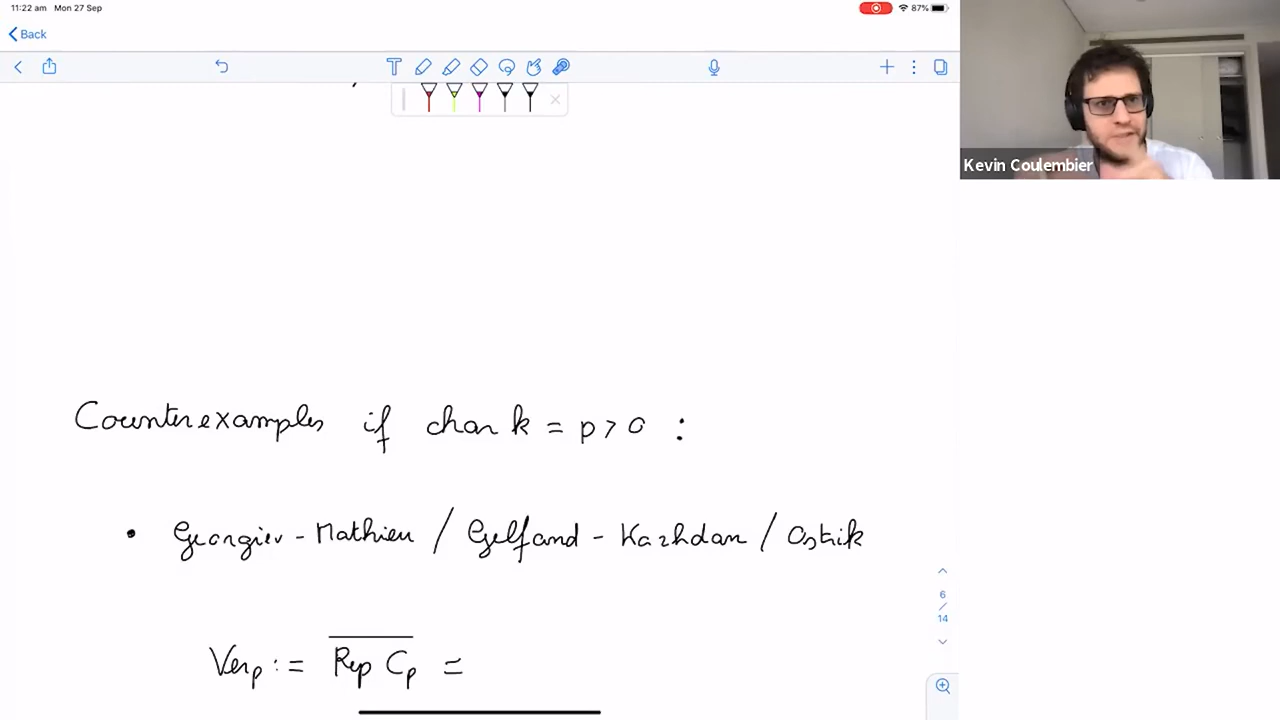 11:22 am Mon 27 Sep
87%
Back
T
Kevin Coulembier
Counterexamples if char k = p > 0 :
• Georgiev - Mathieu / Gelfand - Kazhdan / Ostrik
6
/
14
Ver_p := \overline{Rep C_p} =